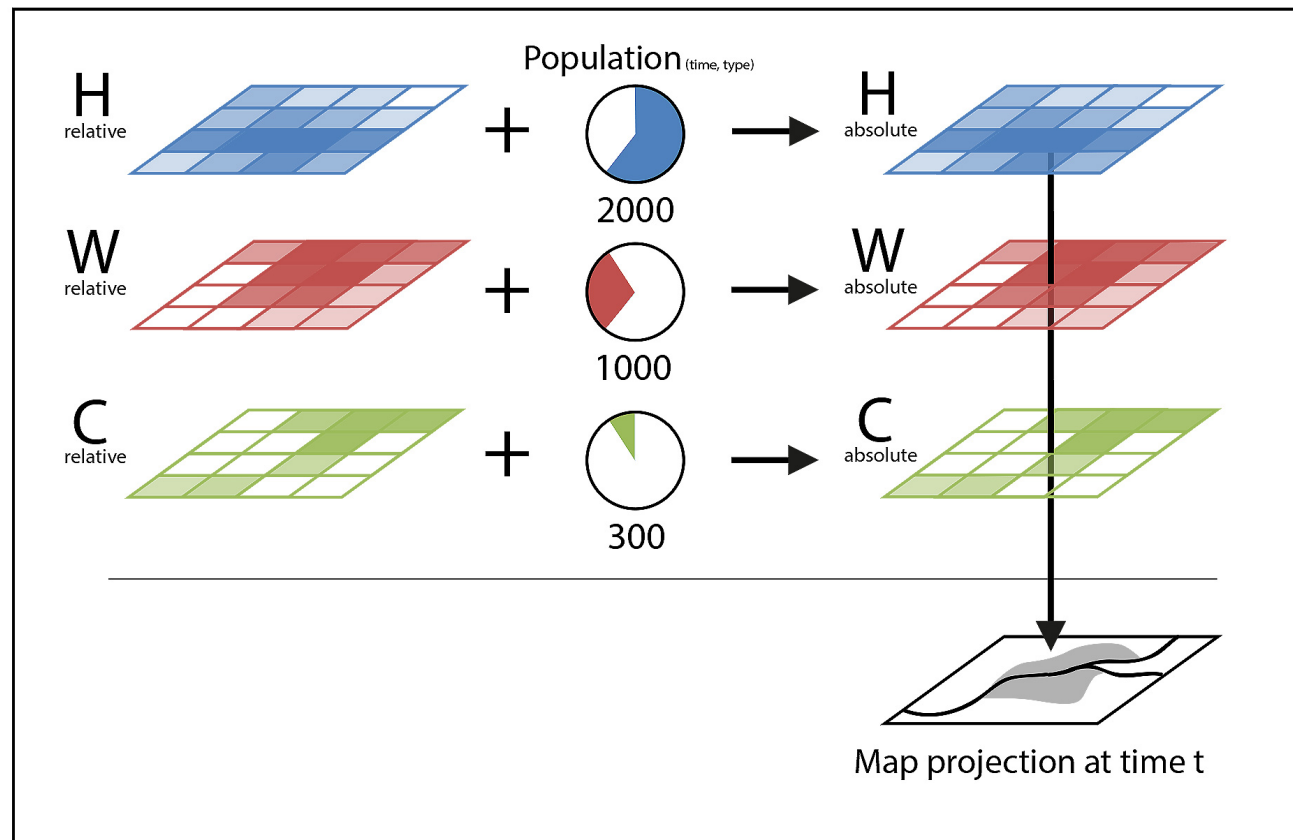 Population (time, type)
H
relative
+
2000
H
absolute
W
relative
+
1000
W
absolute
C
relative
+
300
C
absolute
Map projection at time t